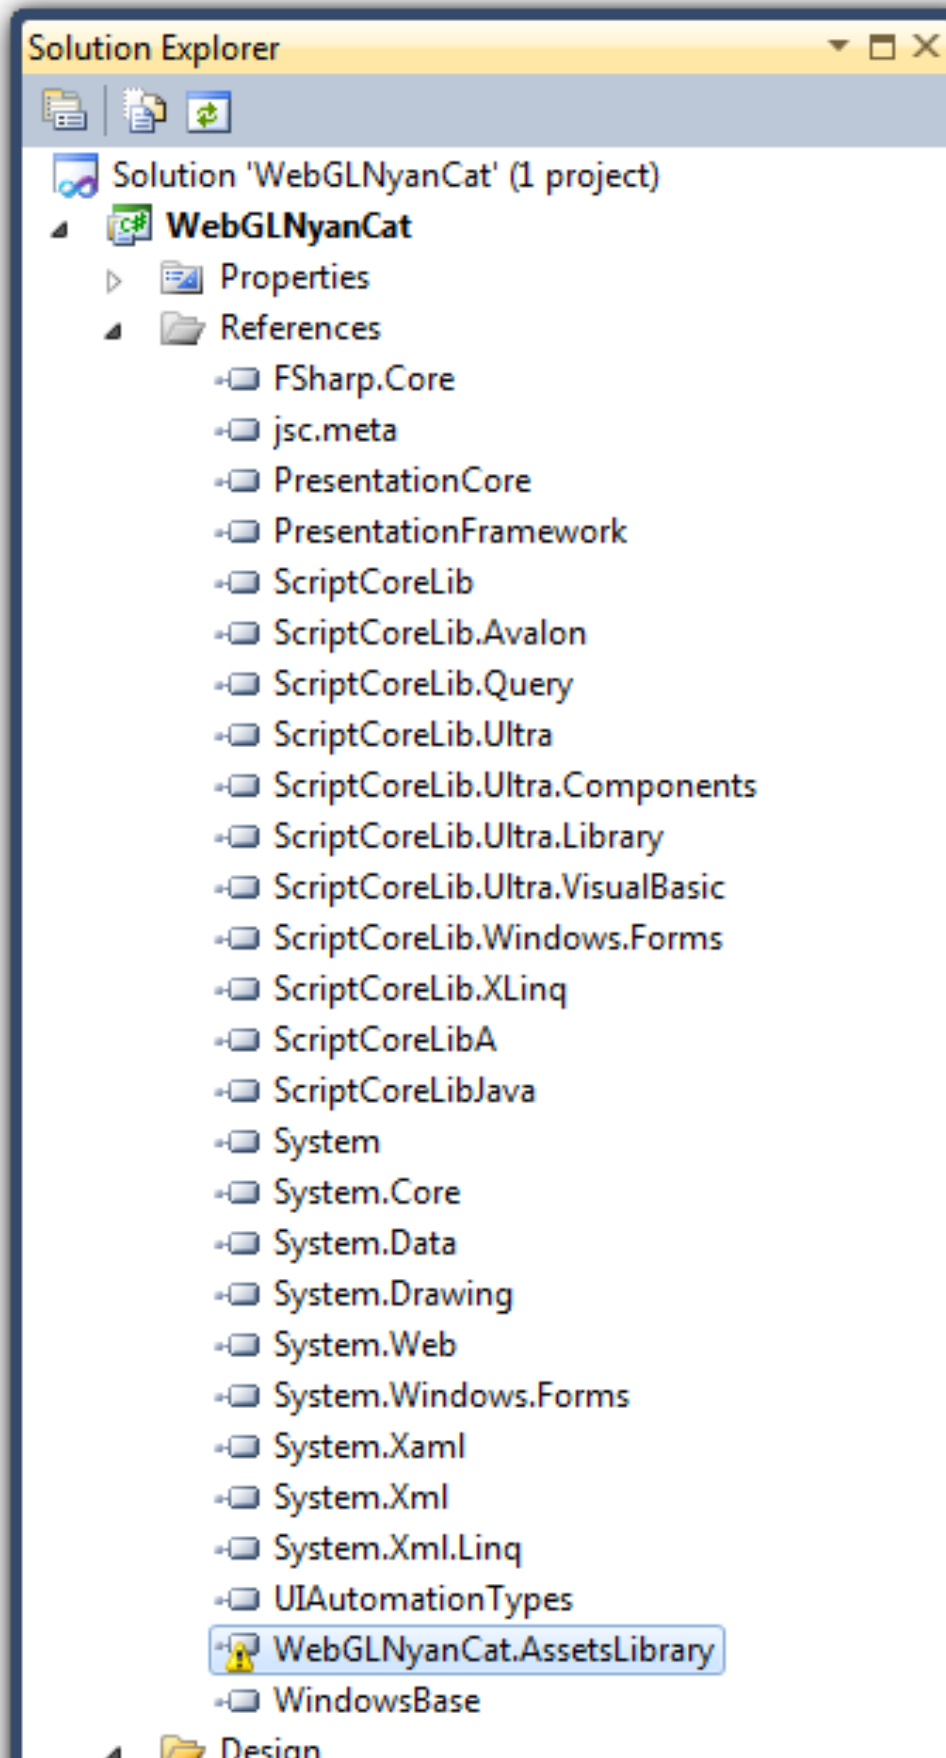 Solution Explorer
Solution 'WebGLNyanCat' (1 project)
WebGLNyanCat
Properties
References
FSharp.Core
jsc.meta
PresentationCore
PresentationFramework
ScriptCoreLib
ScriptCoreLib.Avalon
ScriptCoreLib.Query
ScriptCoreLib.Ultra
ScriptCoreLib.Ultra.Components
ScriptCoreLib.Ultra.Library
ScriptCoreLib.Ultra.VisualBasic
ScriptCoreLib.Windows.Forms
ScriptCoreLib.XLinq
ScriptCoreLibA
ScriptCoreLibJava
System
System.Core
System.Data
System.Drawing
System.Web
System.Windows.Forms
System.Xaml
System.Xml
System.Xml.Linq
UIAutomationTypes
WebGLNyanCat.AssetsLibrary
WindowsBase
Design